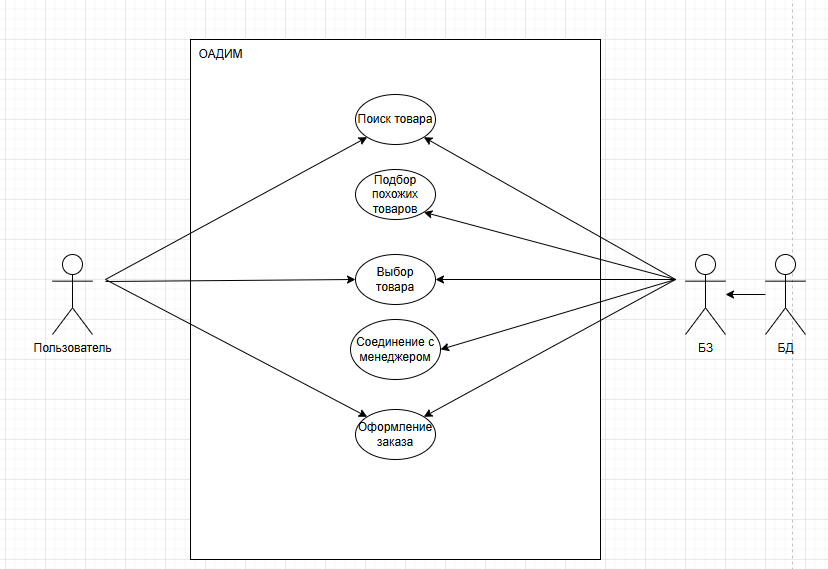 ОАДИМ
Поиск товара
Подбор
похожих
товаров
Выбор
товара
Соединение с
менеджером
Оформление
заказа
Пользователь
БЗ
БД